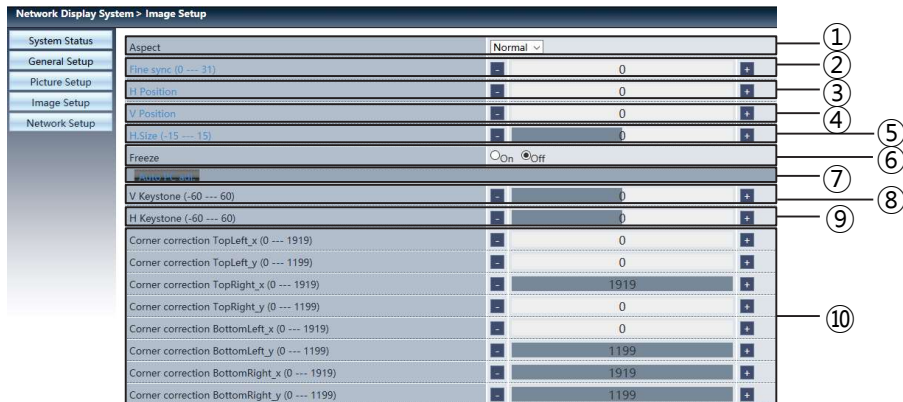 Network Display System > Image Setup
System Status
General Setup
Picture Setup
Image Setup
Network Setup
Aspect Normal ①
Fine sync (0 --- 31) - 0 + ②
H Position - 0 + ③
V Position - 0 + ④
H.Size (-15 --- 15) - 0 + ⑤
Freeze On Off ⑥
Auto PC adj. ⑦
V Keystone (-60 --- 60) - 0 + ⑧
H Keystone (-60 --- 60) - 0 + ⑨
Corner correction TopLeft_x (0 --- 1919) - 0 +
Corner correction TopLeft_y (0 --- 1199) - 0 +
Corner correction TopRight_x (0 --- 1919) - 1919 +
Corner correction TopRight_y (0 --- 1199) - 0 +
Corner correction BottomLeft_x (0 --- 1919) - 0 + ⑩
Corner correction BottomLeft_y (0 --- 1199) - 1199 +
Corner correction BottomRight_x (0 --- 1919) - 1919 +
Corner correction BottomRight_y (0 --- 1199) - 1199 +